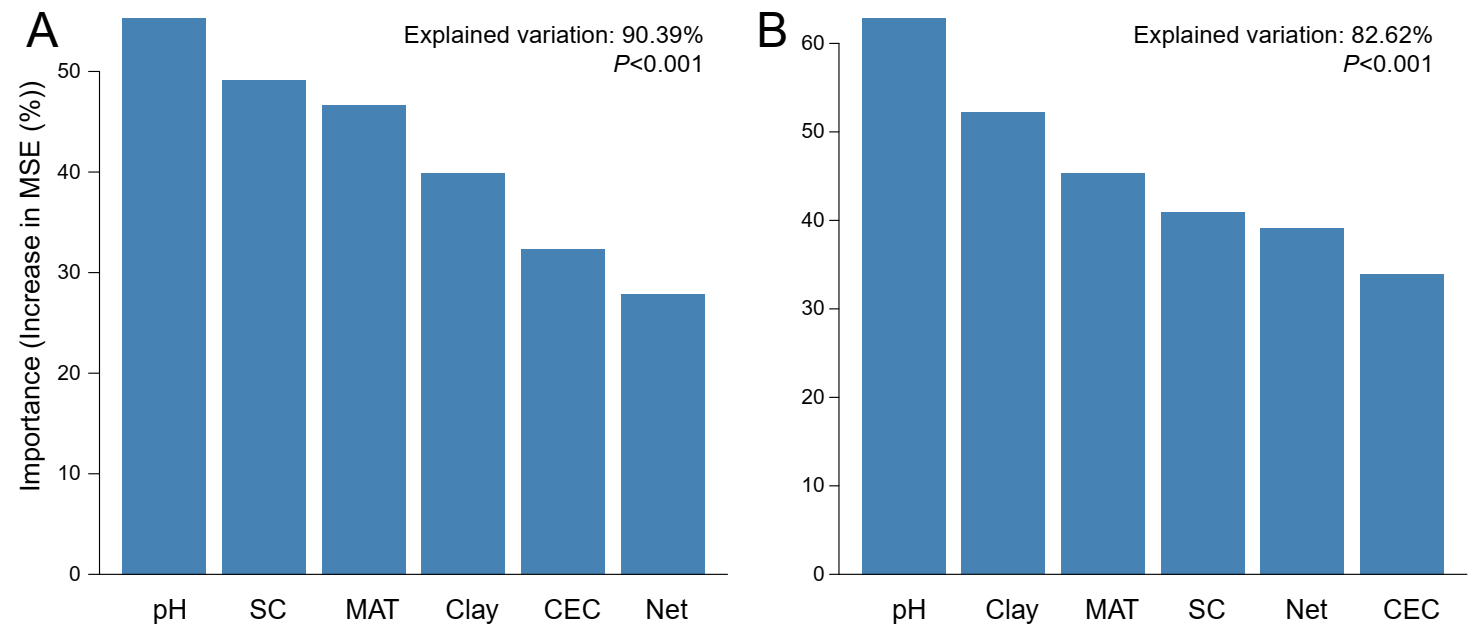 A
Explained variation: 90.39%
P<0.001
Importance (Increase in MSE (%))
50
40
30
20
10
0
pH SC MAT Clay CEC Net
B
Explained variation: 82.62%
P<0.001
60
50
40
30
20
10
0
pH Clay MAT SC Net CEC